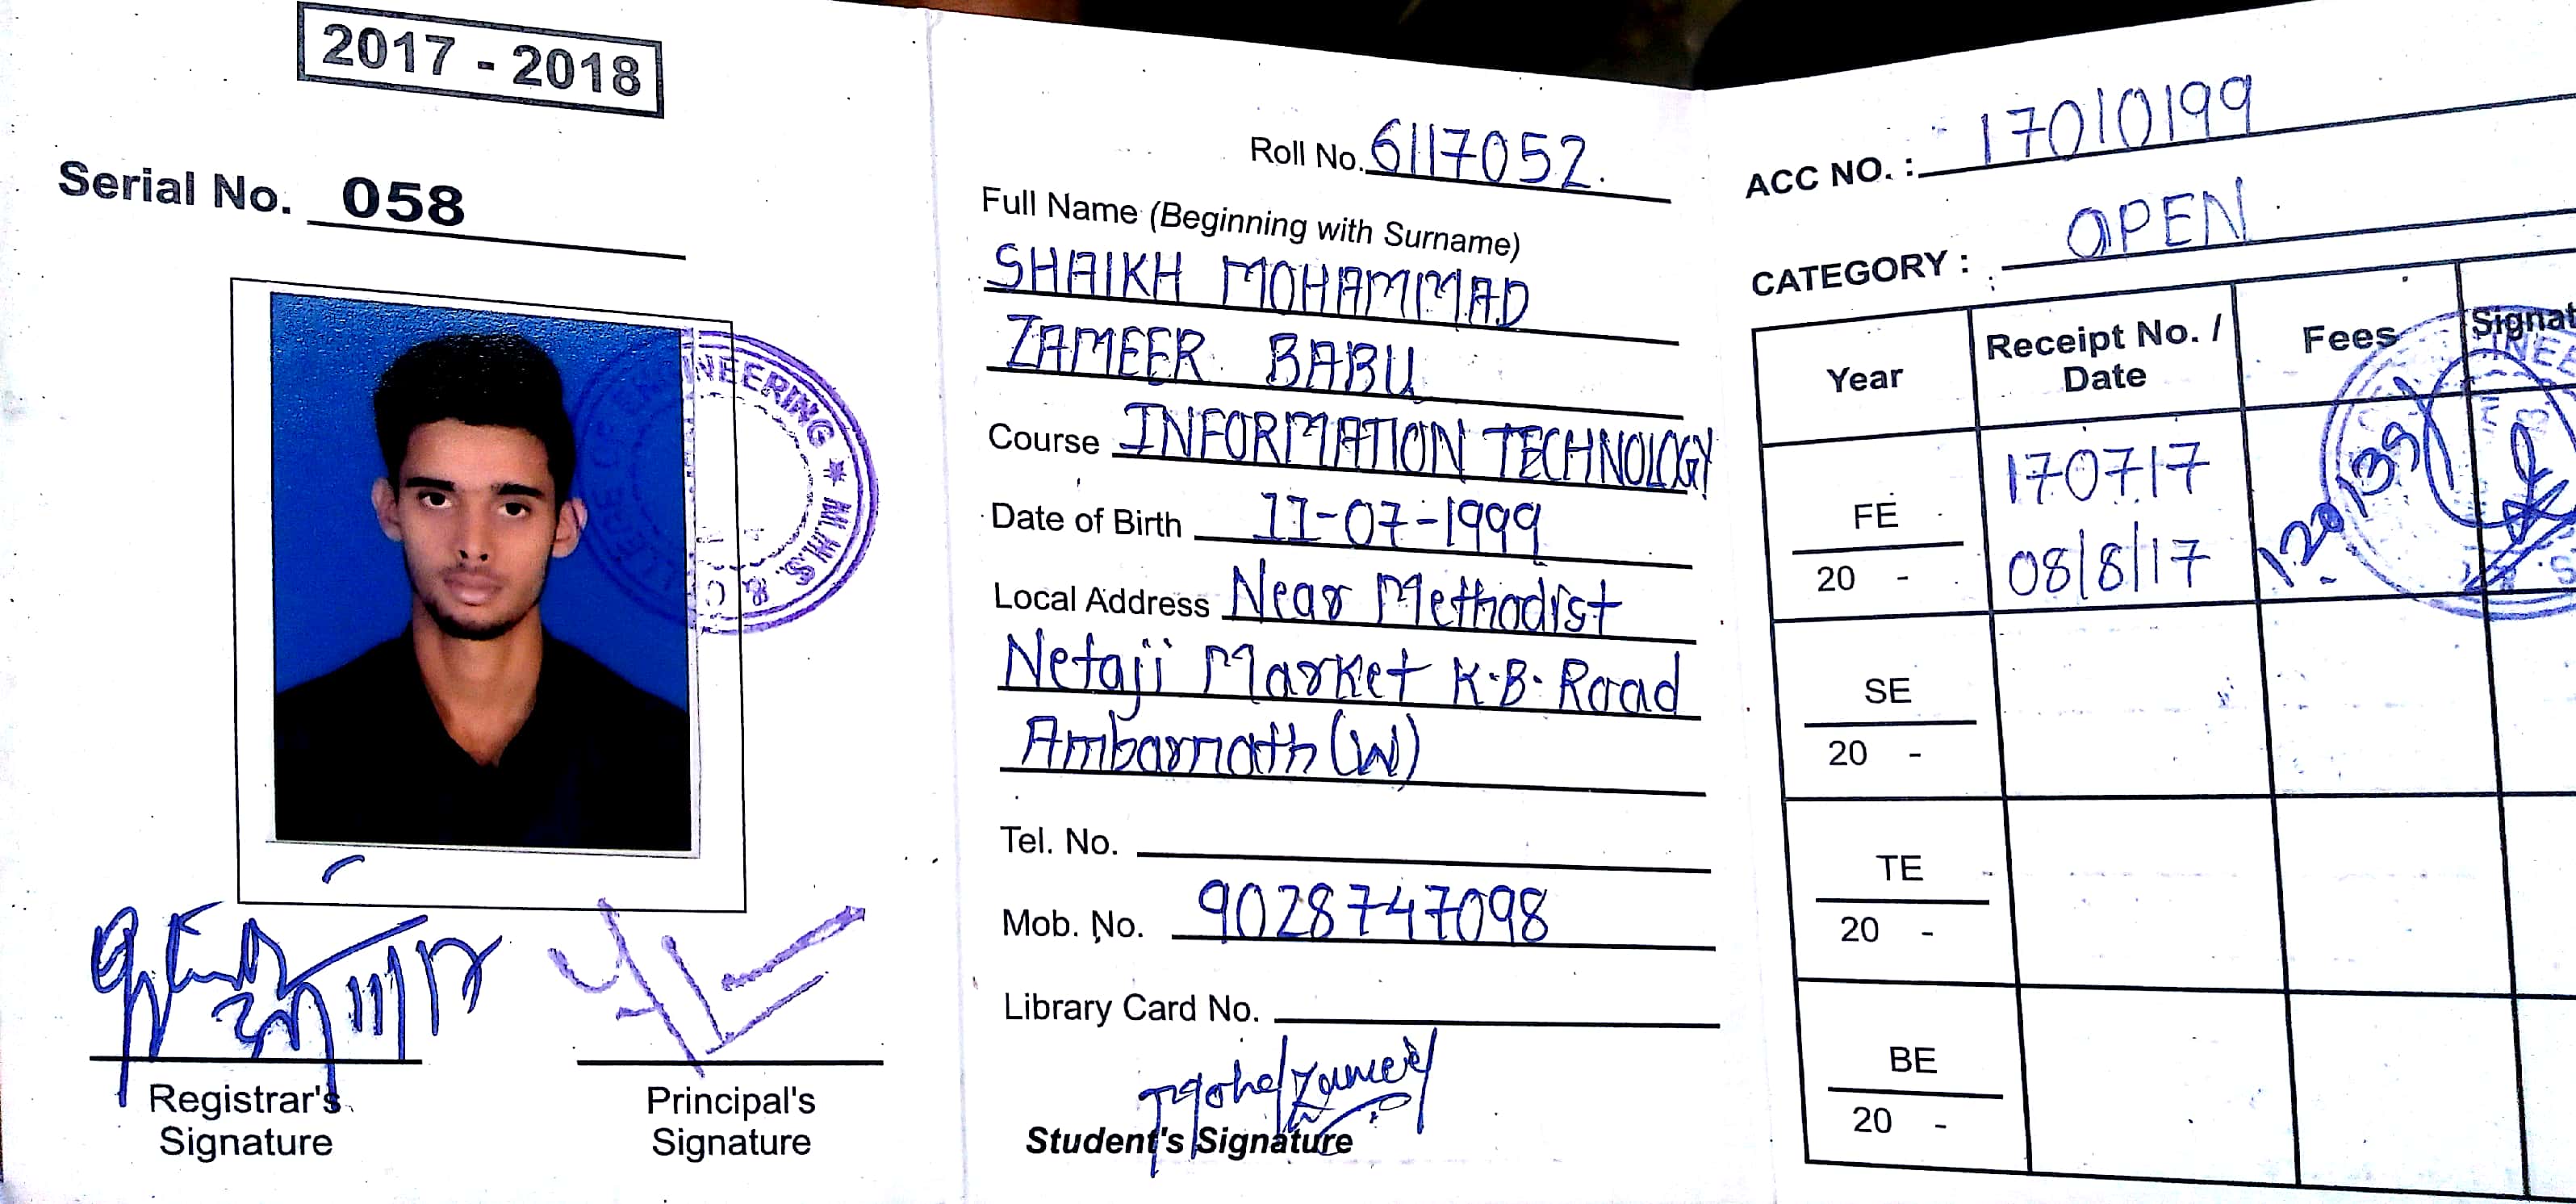 2017 - 2018
Serial No. 058
NEERING ★ M.H.S.
Registrar's
Signature
Principal's
Signature
Roll No. 6117052.
Full Name (Beginning with Surname)
SHAIKH MOHAMMAD
ZAMEER BABU
Course INFORMATION TECHNOLOGY
Date of Birth 11-07-1999
Local Address Near Methodist
Netaji Market K.B. Road
Ambarnath (W)
Tel. No.
Mob. No. 9028747098
Library Card No.
Student's Signature
ACC NO. : 17010199
CATEGORY : OPEN
Year Receipt No. / Date Fees Signat
FE 170717
20 - 08/8/17
SE
20 -
TE
20 -
BE
20 -